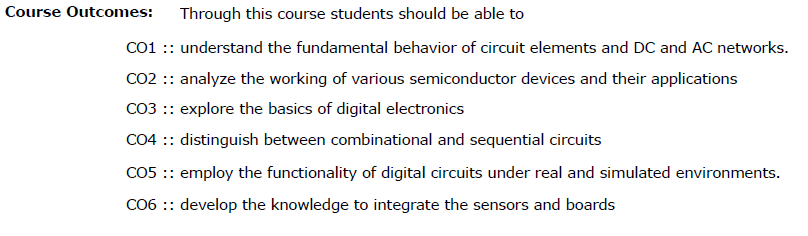 Course Outcomes: Through this course students should be able to
CO1 :: understand the fundamental behavior of circuit elements and DC and AC networks.
CO2 :: analyze the working of various semiconductor devices and their applications
CO3 :: explore the basics of digital electronics
CO4 :: distinguish between combinational and sequential circuits
CO5 :: employ the functionality of digital circuits under real and simulated environments.
CO6 :: develop the knowledge to integrate the sensors and boards